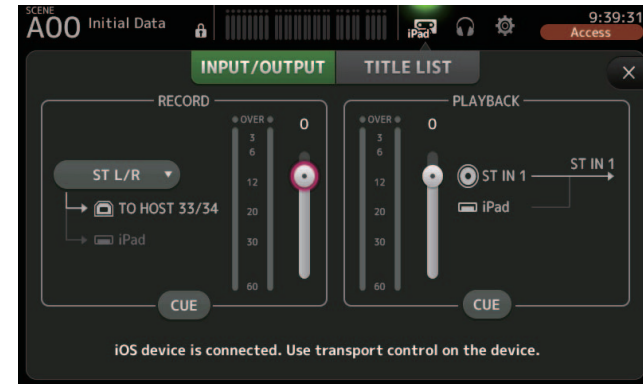 SCENE
A00 Initial Data
iPad
9:39:31
Access
INPUT/OUTPUT
TITLE LIST
RECORD
OVER
0
3
6
12
20
30
60
ST L/R
TO HOST 33/34
iPad
CUE
PLAYBACK
OVER
0
3
6
12
20
30
60
ST IN 1
ST IN 1
iPad
CUE
iOS device is connected. Use transport control on the device.